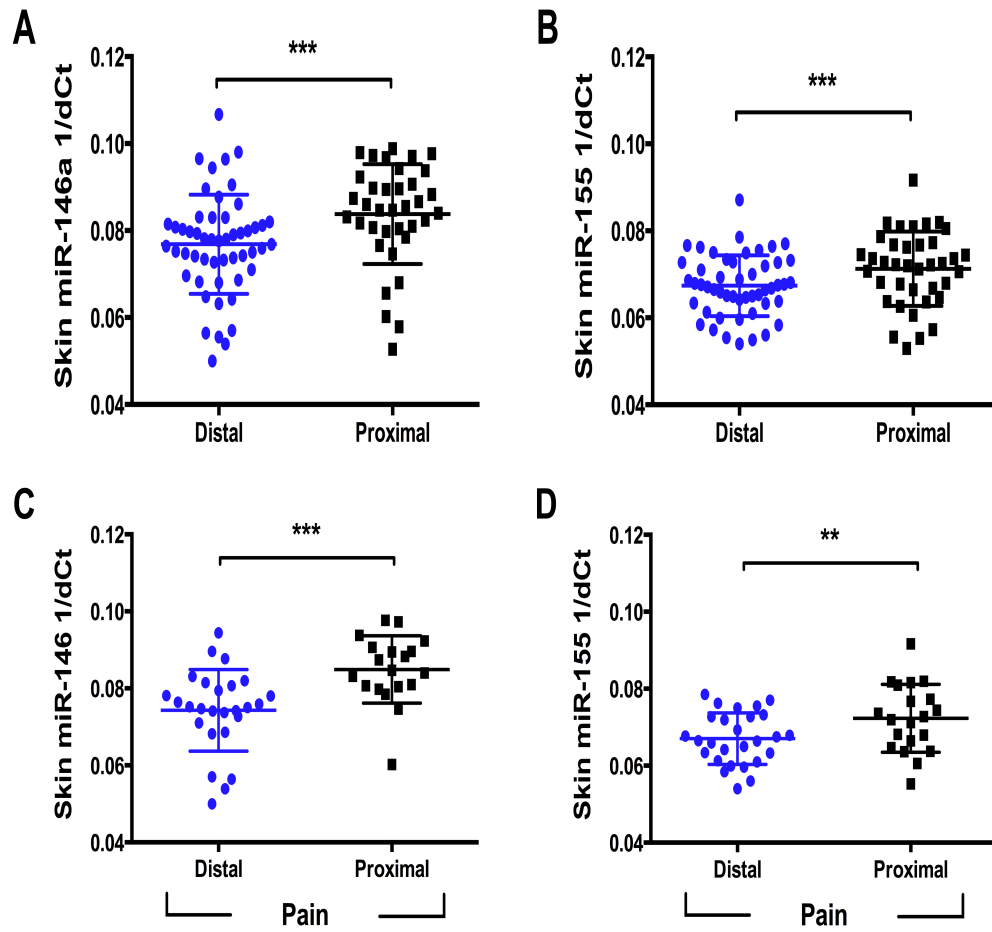 A
Skin miR-146a 1/dCt
0.12
0.10
0.08
0.06
0.04
***
Distal
Proximal
B
Skin miR-155 1/dCt
0.12
0.10
0.08
0.06
0.04
***
Distal
Proximal
C
Skin miR-146 1/dCt
0.12
0.10
0.08
0.06
0.04
***
Distal
Proximal
Pain
D
Skin miR-155 1/dCt
0.12
0.10
0.08
0.06
0.04
**
Distal
Proximal
Pain